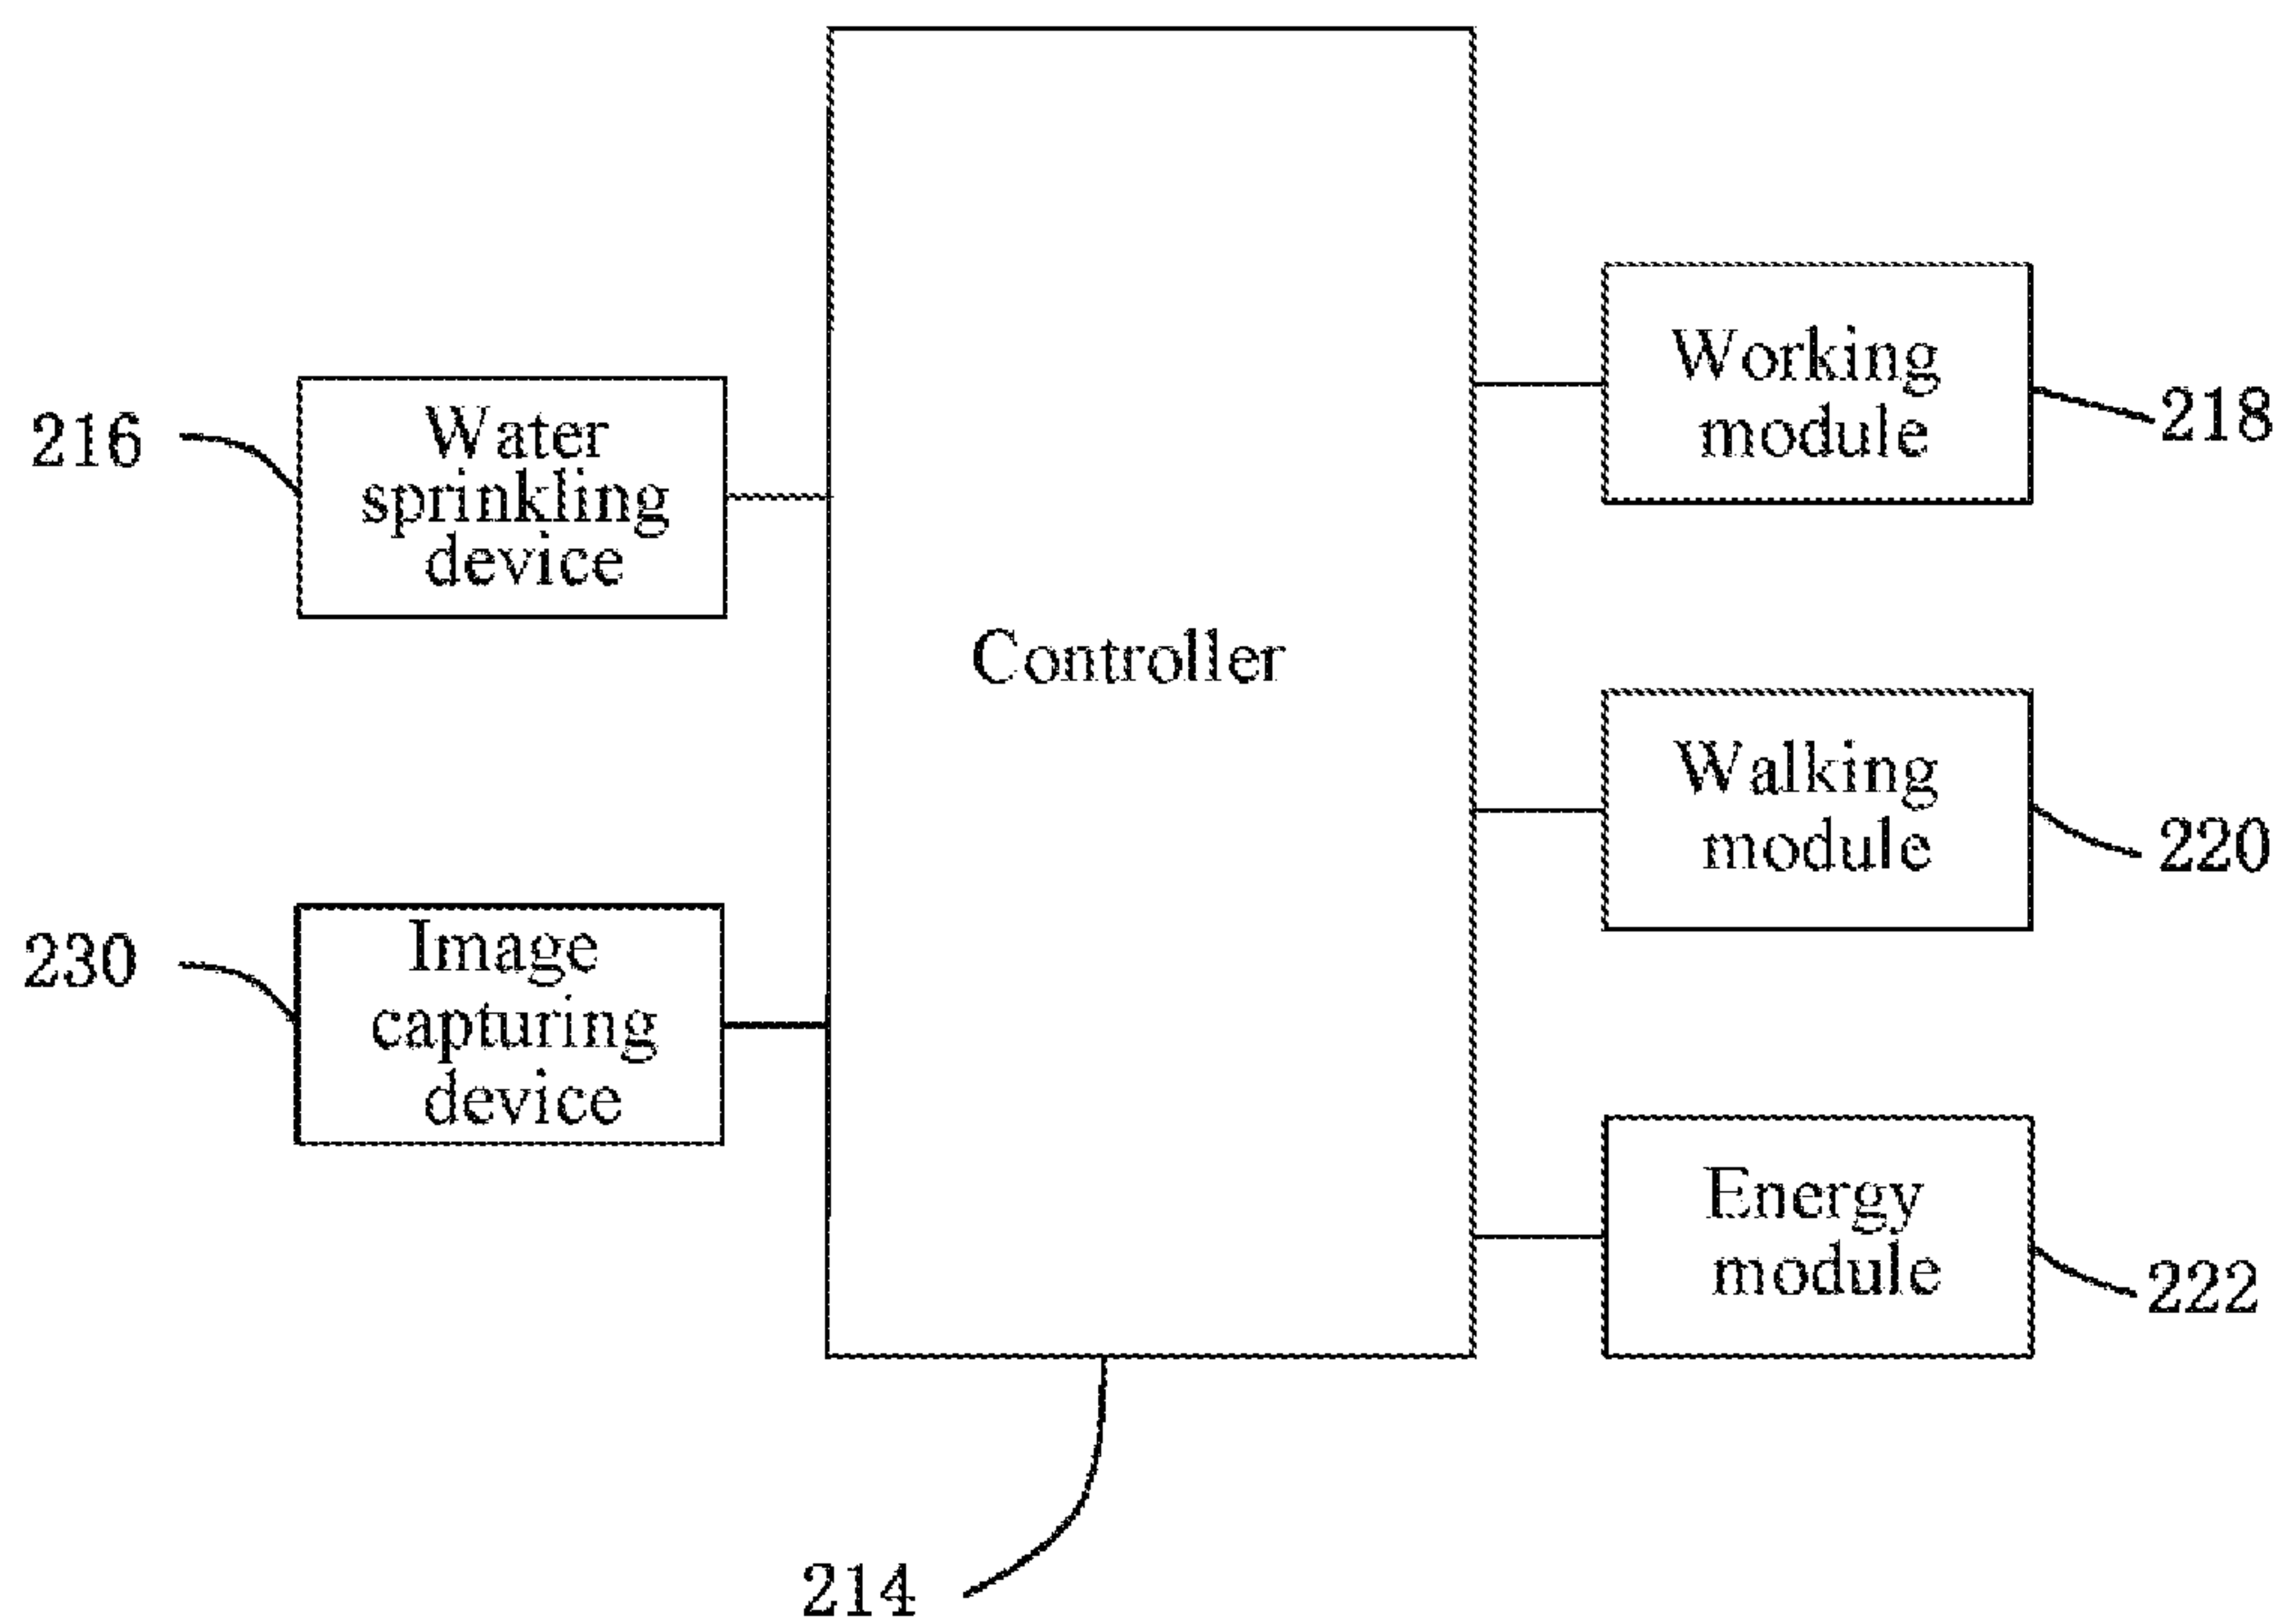 216
Water
sprinkling
device
230
Image
capturing
device
Controller
214
Working
module
218
Walking
module
220
Energy
module
222